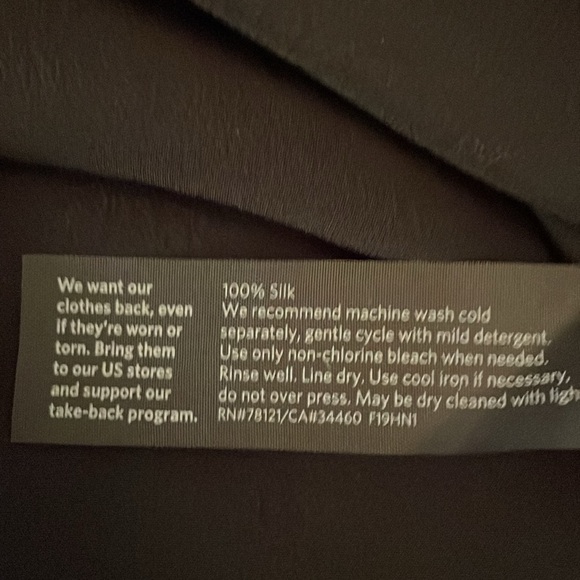 We want our
clothes back, even
if they're worn or
torn. Bring them
to our US stores
and support our
take-back program.
100% Silk
We recommend machine wash cold
separately, gentle cycle with mild detergent.
Use only non-chlorine bleach when needed.
Rinse well. Line dry. Use cool iron if necessary,
do not over press. May be dry cleaned with
RN#78121/CA#34460 F19HN1